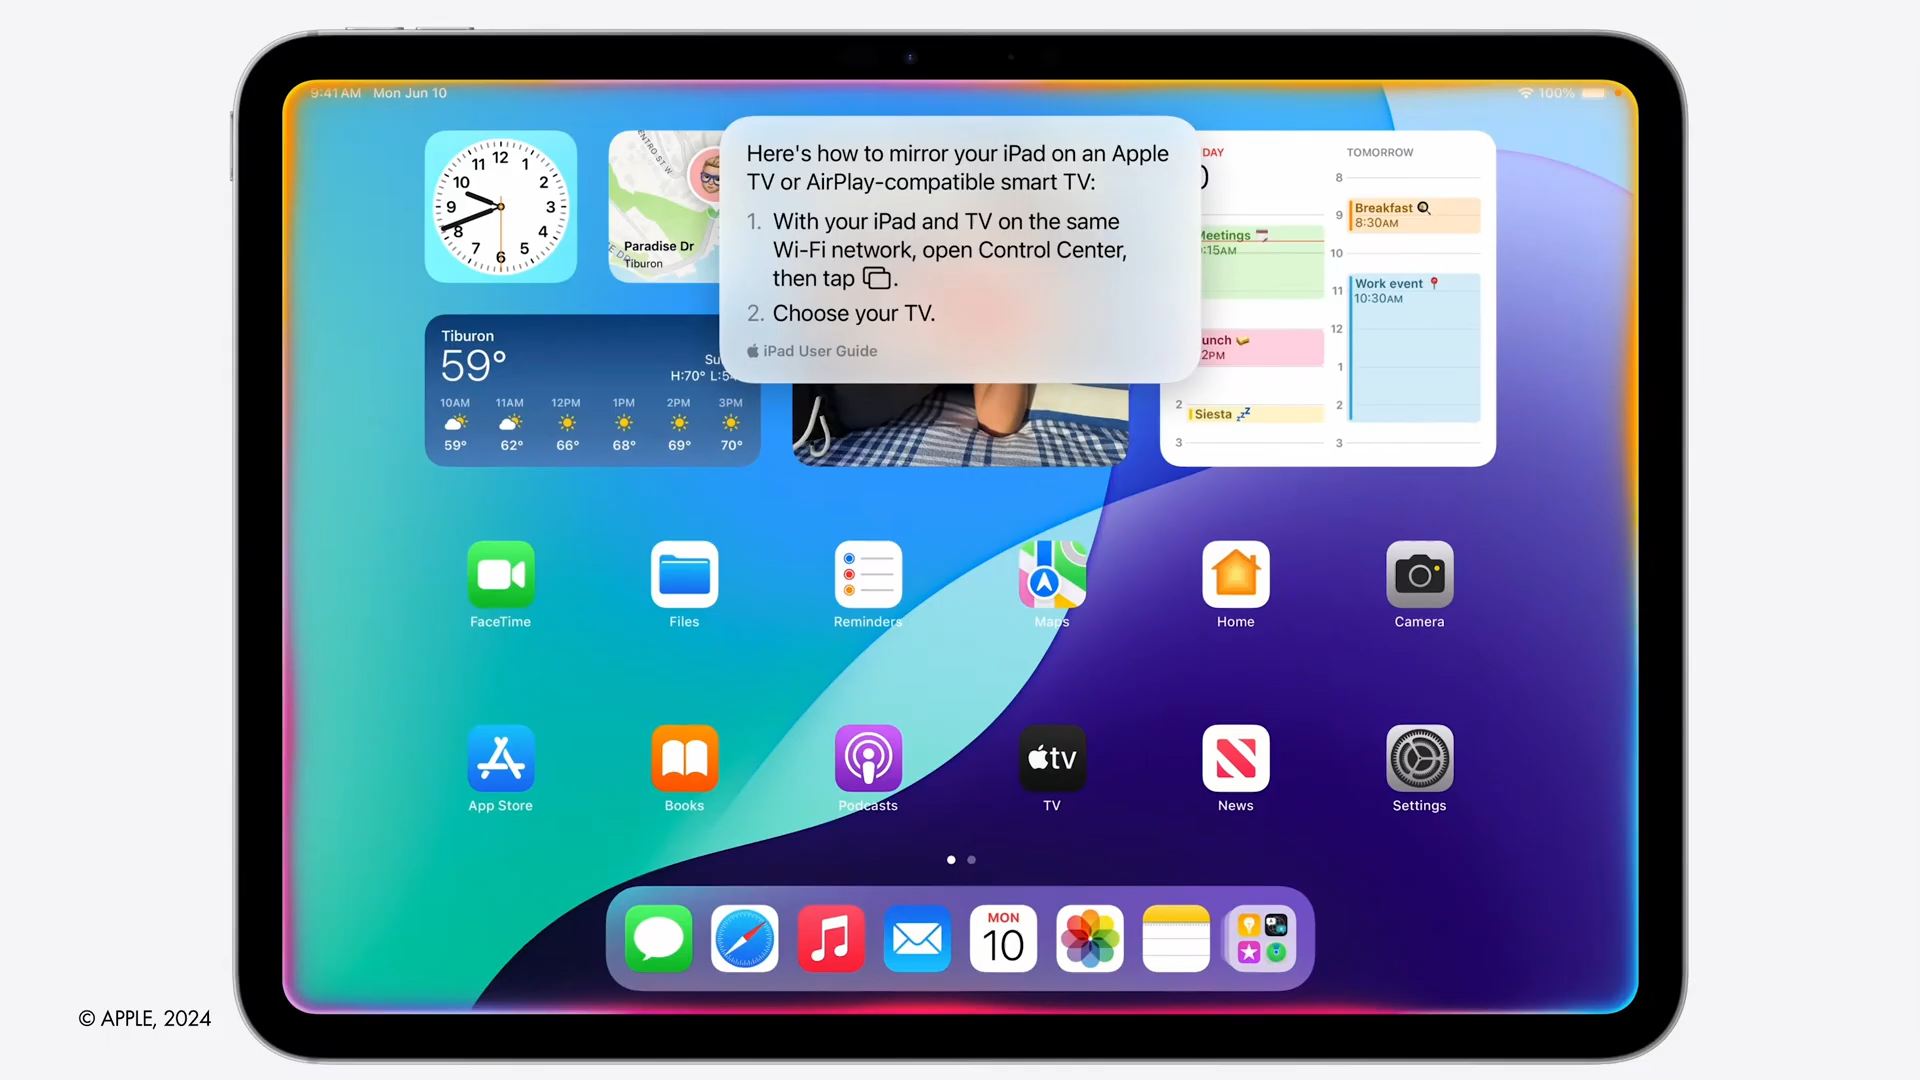 9:41 AM Mon Jun 10
100%
12
11 1
10 2
9 3
8 4
7 5
6
Paradise Dr
Tiburon
Here's how to mirror your iPad on an Apple
TV or AirPlay-compatible smart TV:
1. With your iPad and TV on the same
Wi-Fi network, open Control Center,
then tap .
2. Choose your TV.
iPad User Guide
Tiburon
59°
H:70°
10AM 11AM 12PM 1PM 2PM 3PM
59° 62° 66° 68° 69° 70°
TOMORROW
8
9
Breakfast
8:30AM
10
Work event
10:30AM
11
12
1
2
3
Siesta
2
3
FaceTime
Files
Reminders
Maps
Home
Camera
App Store
Books
Podcasts
tv
TV
News
Settings
MON
10
© APPLE, 2024